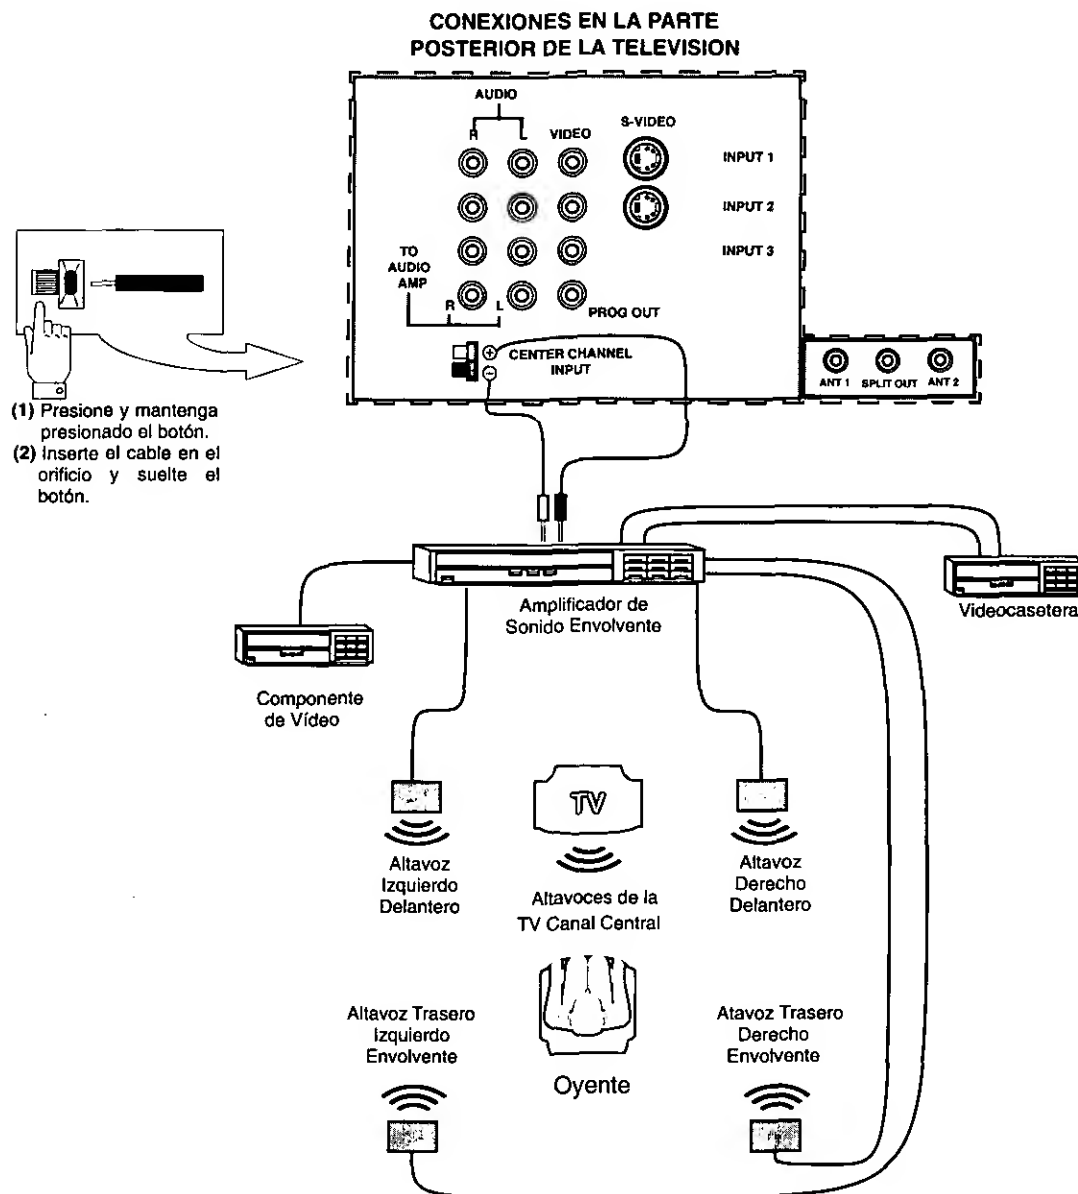 CONEXIONES EN LA PARTE
POSTERIOR DE LA TELEVISION
AUDIO
R
L
VIDEO
S-VIDEO
INPUT 1
INPUT 2
INPUT 3
TO
AUDIO
AMP
R
L
PROG OUT
+
−
CENTER CHANNEL
INPUT
ANT 1
SPLIT OUT
ANT 2
(1) Presione y mantenga
presionado el botón.
(2) Inserte el cable en el
orificio y suelte el
botón.
Amplificador de
Sonido Envolvente
Videocasetera
Componente
de Vídeo
TV
Altavoz
Izquierdo
Delantero
Altavoces de la
TV Canal Central
Altavoz
Derecho
Delantero
Altavoz Trasero
Izquierdo
Envolvente
Oyente
Atavoz Trasero
Derecho
Envolvente